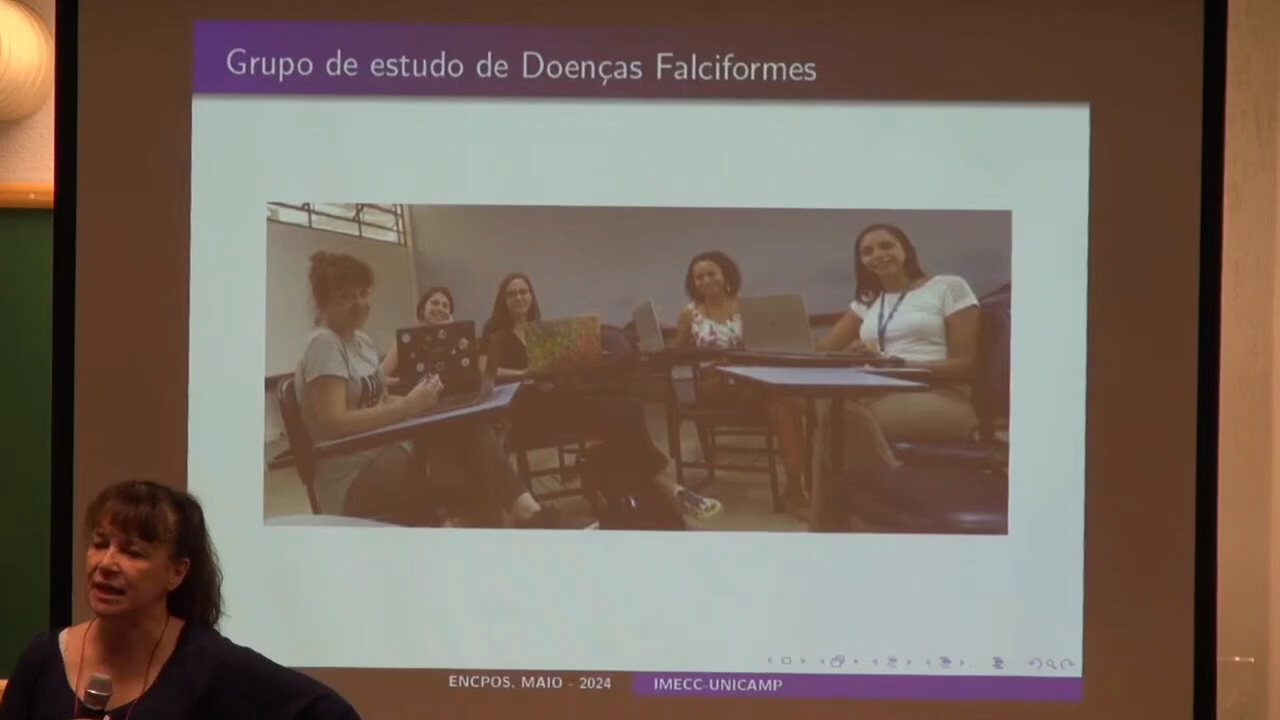 Grupo de estudo de Doenças Falciformes
ENCPOS, MAIO - 2024
IMECC-UNICAMP